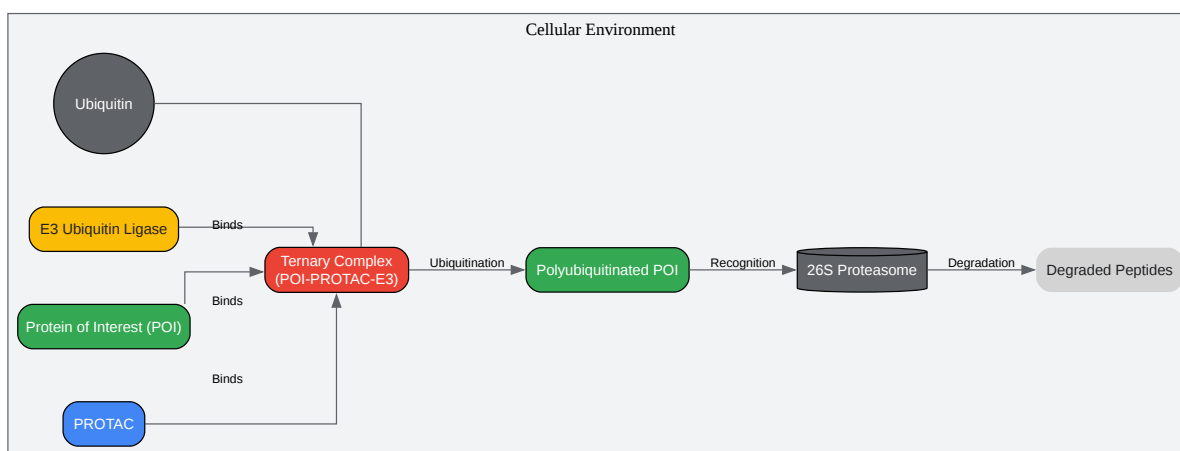 Cellular Environment
Ubiquitin
E3 Ubiquitin Ligase
Binds
Ternary Complex
(POI-PROTAC-E3)
Ubiquitination
Polyubiquitinated POI
Recognition
26S Proteasome
Degradation
Degraded Peptides
Binds
Protein of Interest (POI)
Binds
PROTAC